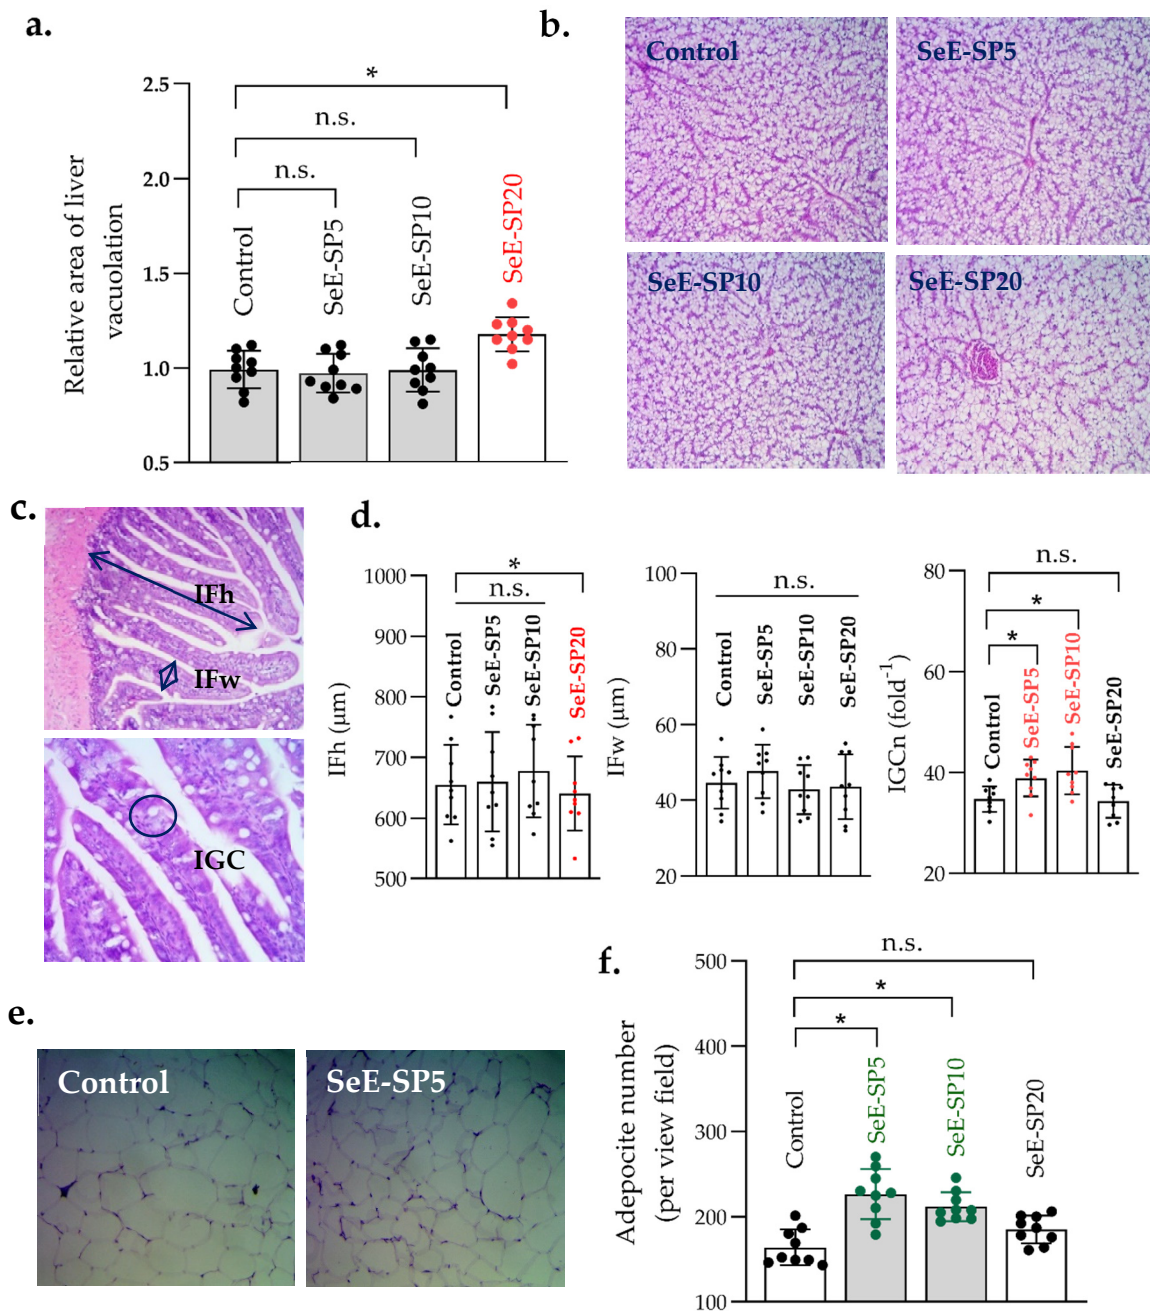 a.
Relative area of liver
vacuolation
2.5
2.0
1.5
1.0
0.5
*
n.s.
n.s.
Control
SeE-SP5
SeE-SP10
SeE-SP20
b.
Control
SeE-SP5
SeE-SP10
SeE-SP20
c.
IFh
IFw
IGC
d.
IFh (μm)
1000
900
800
700
600
500
*
n.s.
Control
SeE-SP5
SeE-SP10
SeE-SP20
IFw (μm)
100
80
60
40
20
n.s.
Control
SeE-SP5
SeE-SP10
SeE-SP20
IGCn (fold⁻¹)
80
60
40
20
n.s.
*
*
Control
SeE-SP5
SeE-SP10
SeE-SP20
e.
Control
SeE-SP5
f.
Adepocite number
(per view field)
500
400
300
200
100
n.s.
*
*
Control
SeE-SP5
SeE-SP10
SeE-SP20